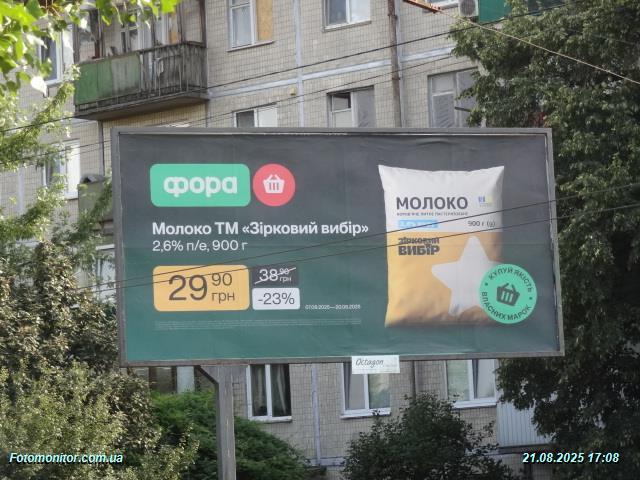 фора
Молоко ТМ «Зірковий вибір»
2,6% п/е, 900 г
29 90
грн
38 90
грн
-23%
МОЛОКО
900 г (g)
ЗІРКОВИЙ
ВИБІР
КУПУЙ ЯКІСТЬ
ВЛАСНИХ МАРОК
Octagon
Fotomonitor.com.ua
21.08.2025 17:08